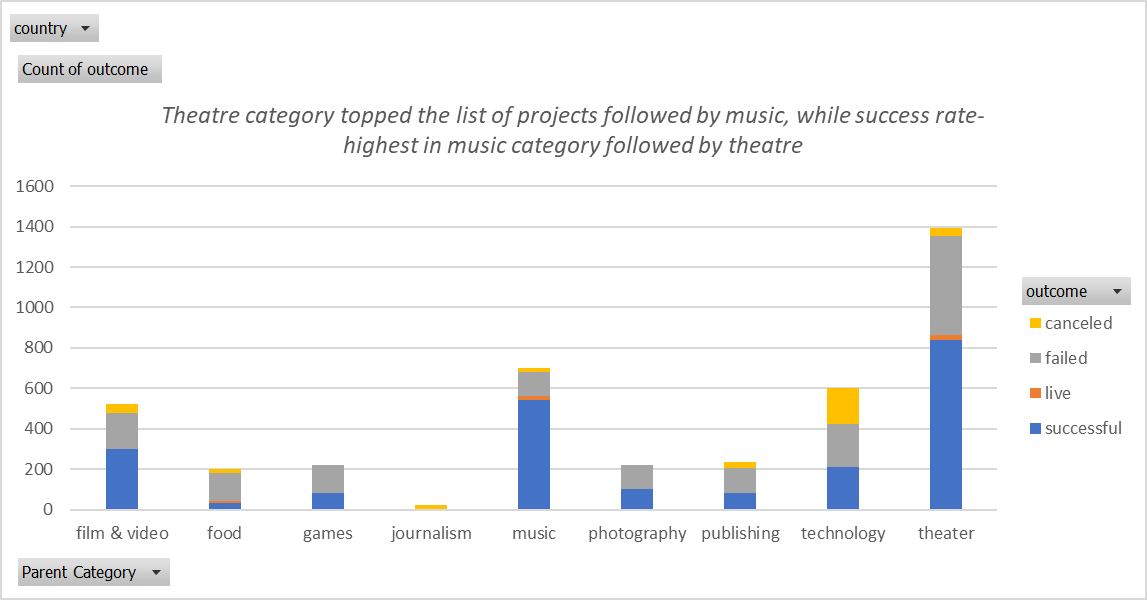 country
Count of outcome
Theatre category topped the list of projects followed by music, while success rate-
highest in music category followed by theatre
1600
1400
1200
1000
800
600
400
200
0
film & video food games journalism music photography publishing technology theater
outcome
canceled
failed
live
successful
Parent Category